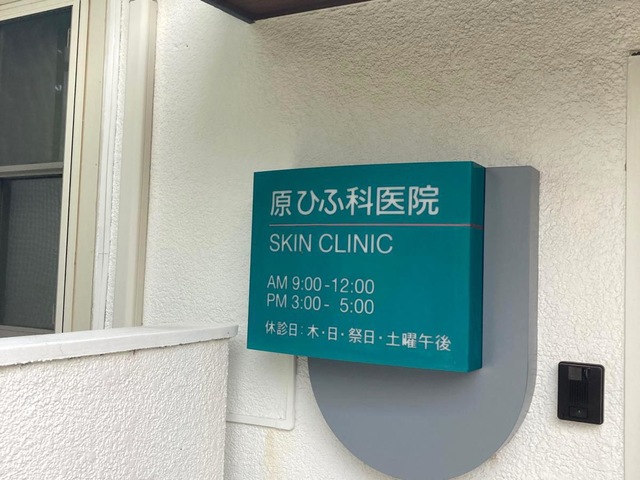 原ひふ科医院
SKIN CLINIC
AM 9:00-12:00
PM 3:00- 5:00
休診日:木・日・祭日・土曜午後